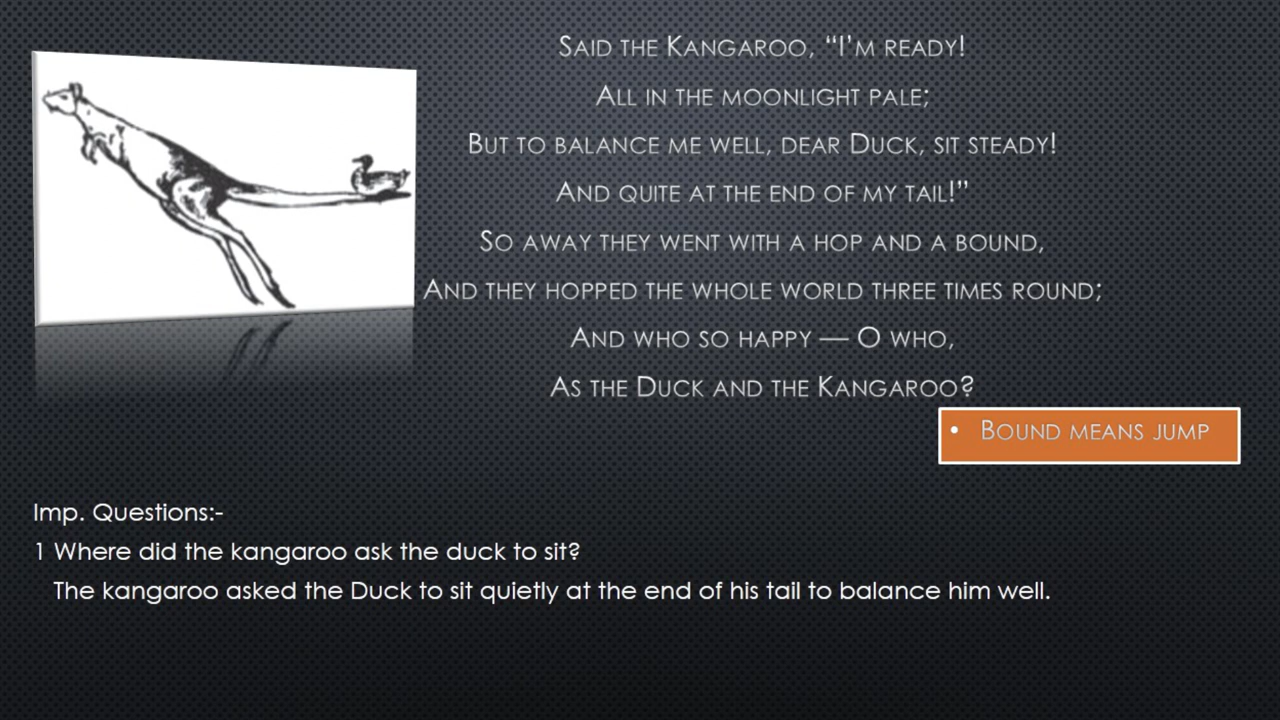 Said the Kangaroo, “I’m ready!
All in the moonlight pale;
But to balance me well, dear Duck, sit steady!
And quite at the end of my tail!”
So away they went with a hop and a bound,
And they hopped the whole world three times round;
And who so happy — O who,
As the Duck and the Kangaroo?
• Bound means jump
Imp. Questions:-
1 Where did the kangaroo ask the duck to sit?
The kangaroo asked the Duck to sit quietly at the end of his tail to balance him well.